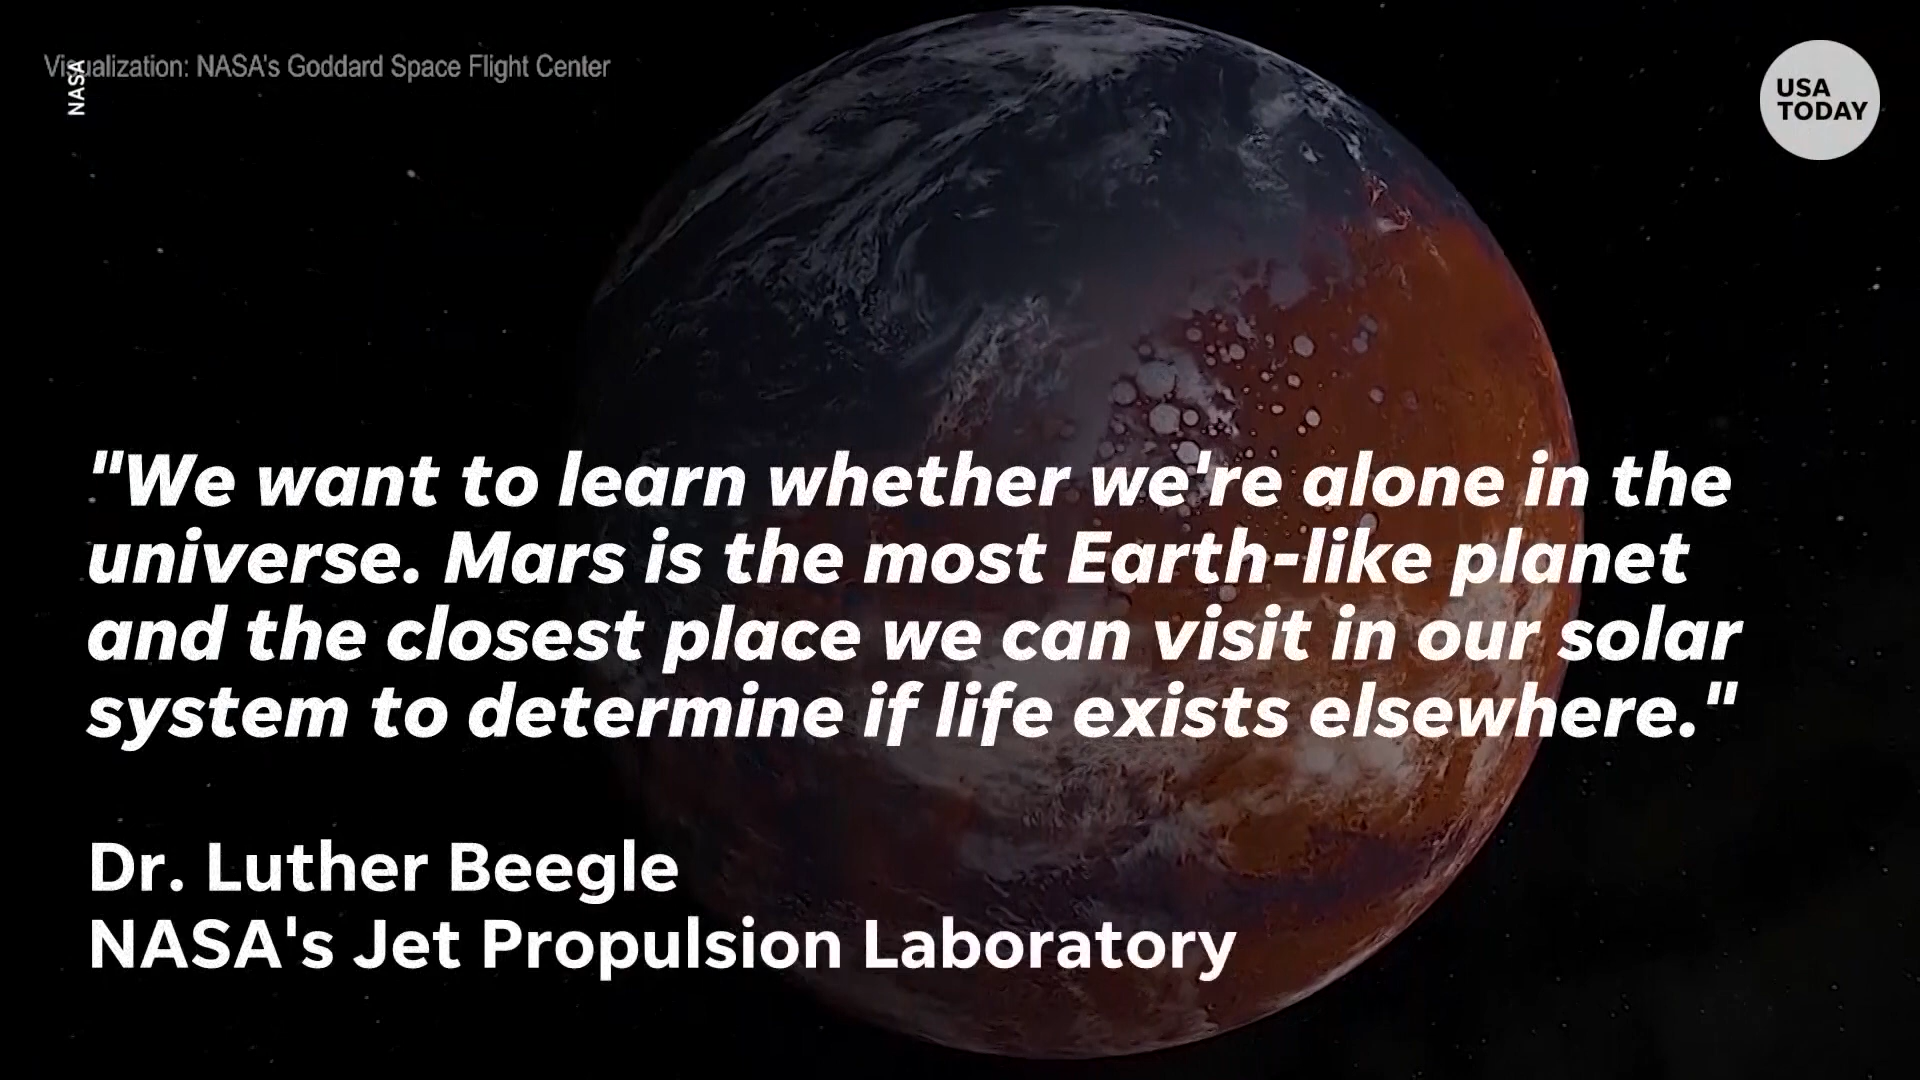 Visualization: NASA's Goddard Space Flight Center
NASA
USA
TODAY
"We want to learn whether we're alone in the
universe. Mars is the most Earth-like planet
and the closest place we can visit in our solar
system to determine if life exists elsewhere."
Dr. Luther Beegle
NASA's Jet Propulsion Laboratory